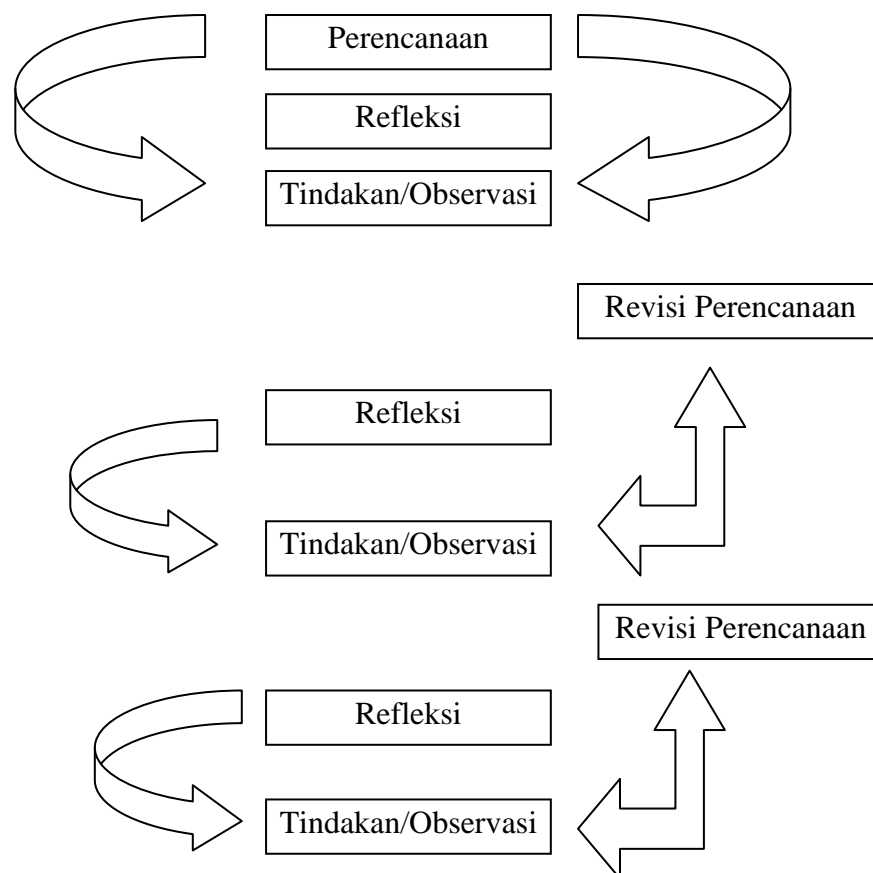 Perencanaan
Refleksi
Tindakan/Observasi
Revisi Perencanaan
Refleksi
Tindakan/Observasi
Revisi Perencanaan
Refleksi
Tindakan/Observasi